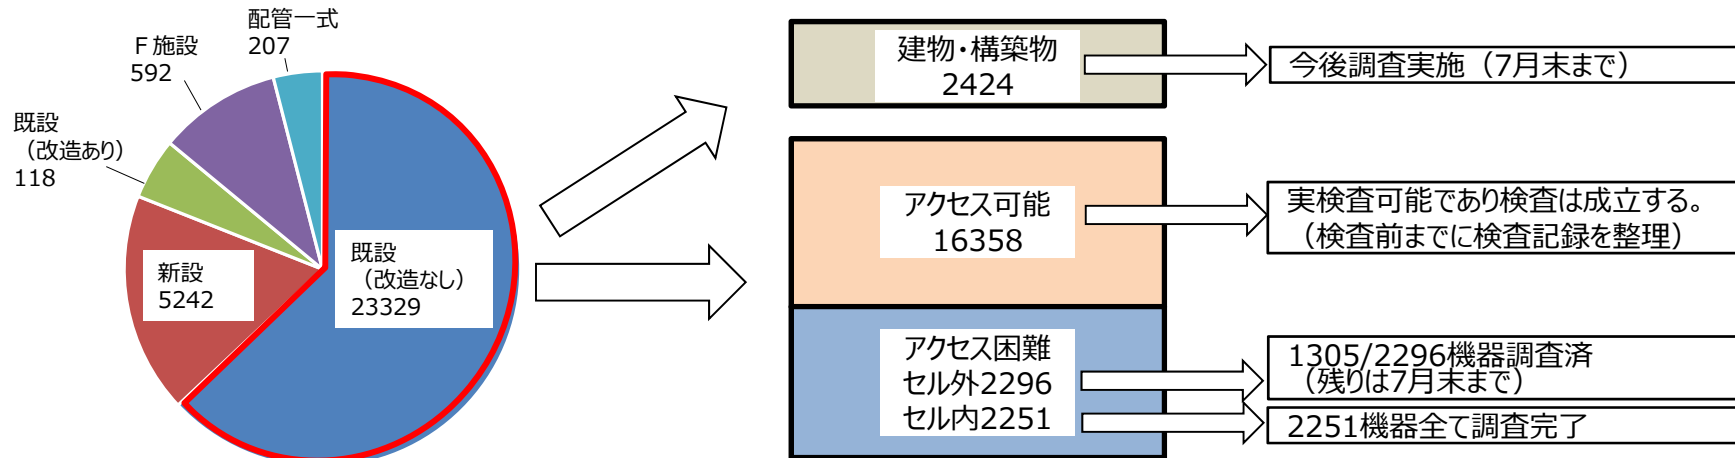 配管一式
207
Ｆ施設
592
既設
（改造あり）
118
新設
5242
既設
（改造なし）
23329
建物・構築物
2424
今後調査実施（7月末まで）
アクセス可能
16358
実検査可能であり検査は成立する。
（検査前までに検査記録を整理）
アクセス困難
セル外2296
セル内2251
1305/2296機器調査済
（残りは7月末まで）
2251機器全て調査完了